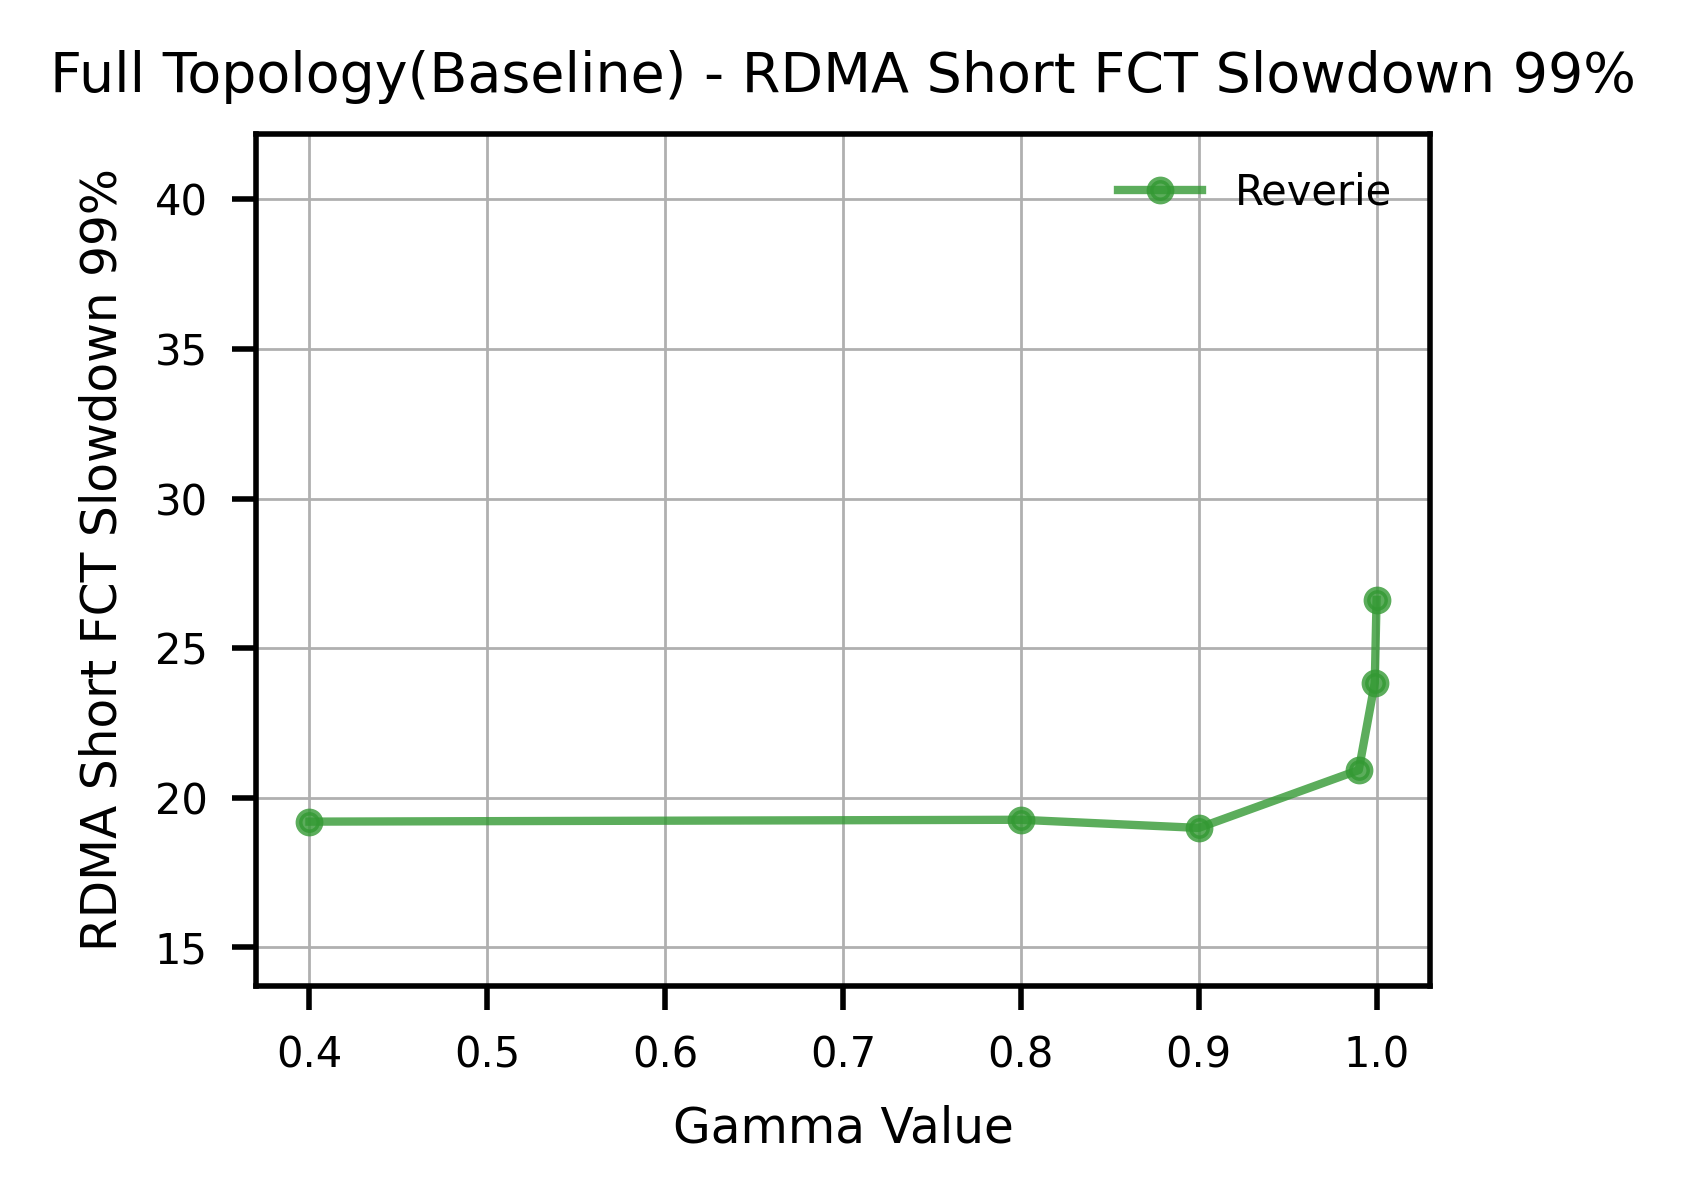 Full Topology(Baseline) - RDMA Short FCT Slowdown 99%
RDMA Short FCT Slowdown 99%
40
35
30
25
20
15
Reverie
0.4 0.5 0.6 0.7 0.8 0.9 1.0
Gamma Value